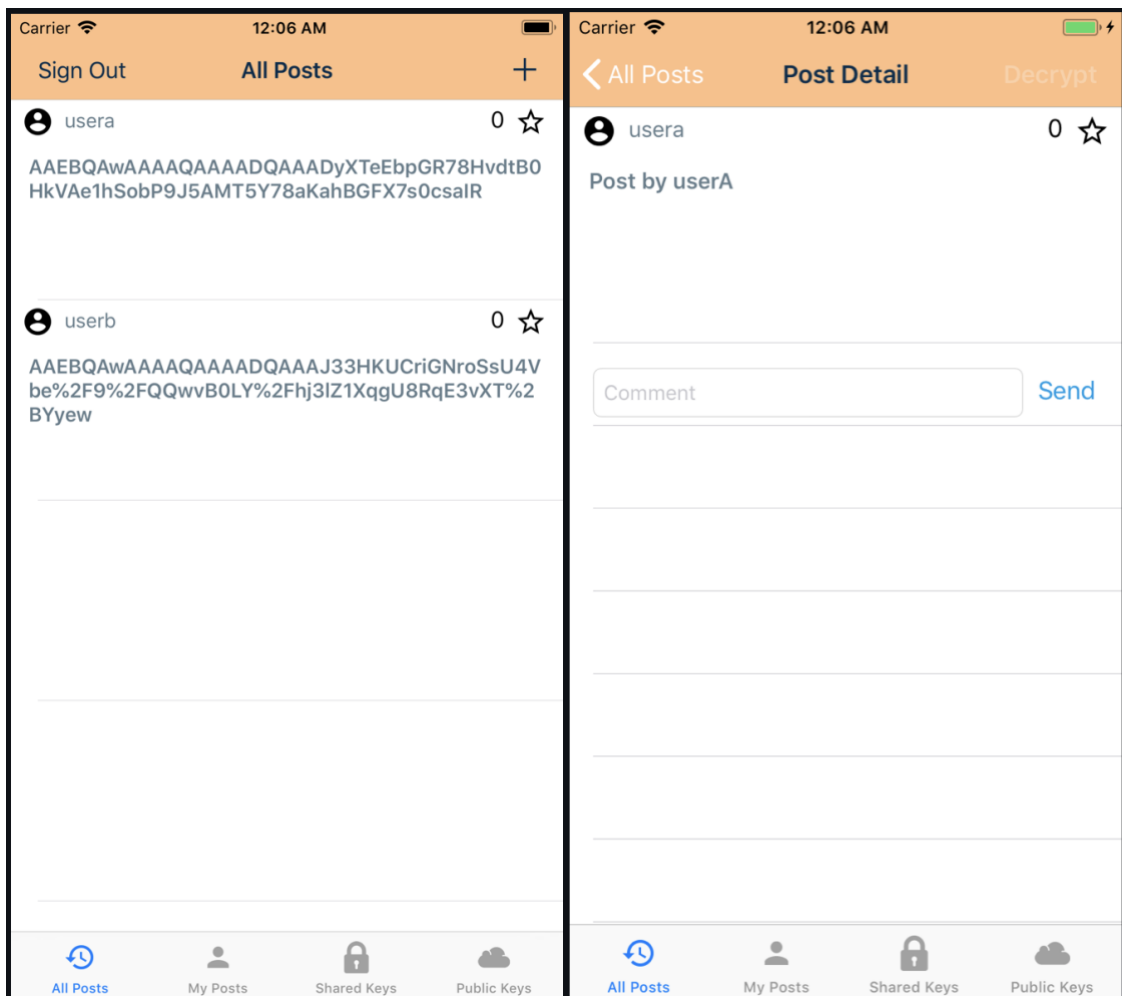 Carrier
12:06 AM
Sign Out
All Posts
+
usera
0
AAEBQAwAAAAQAAAADQAAADyXTeEbpGR78HvdtB0
HkVAe1hSobP9J5AMT5Y78aKahBGFX7s0csaIR
userb
0
AAEBQAwAAAAQAAAADQAAAJ33HKUCriGNroSsU4V
be%2F9%2FQQwvB0LY%2Fhj3lZ1XqgU8RqE3vXT%2
BYyew
All Posts
My Posts
Shared Keys
Public Keys
Carrier
12:06 AM
All Posts
Post Detail
Decrypt
usera
0
Post by userA
Comment
Send
All Posts
My Posts
Shared Keys
Public Keys